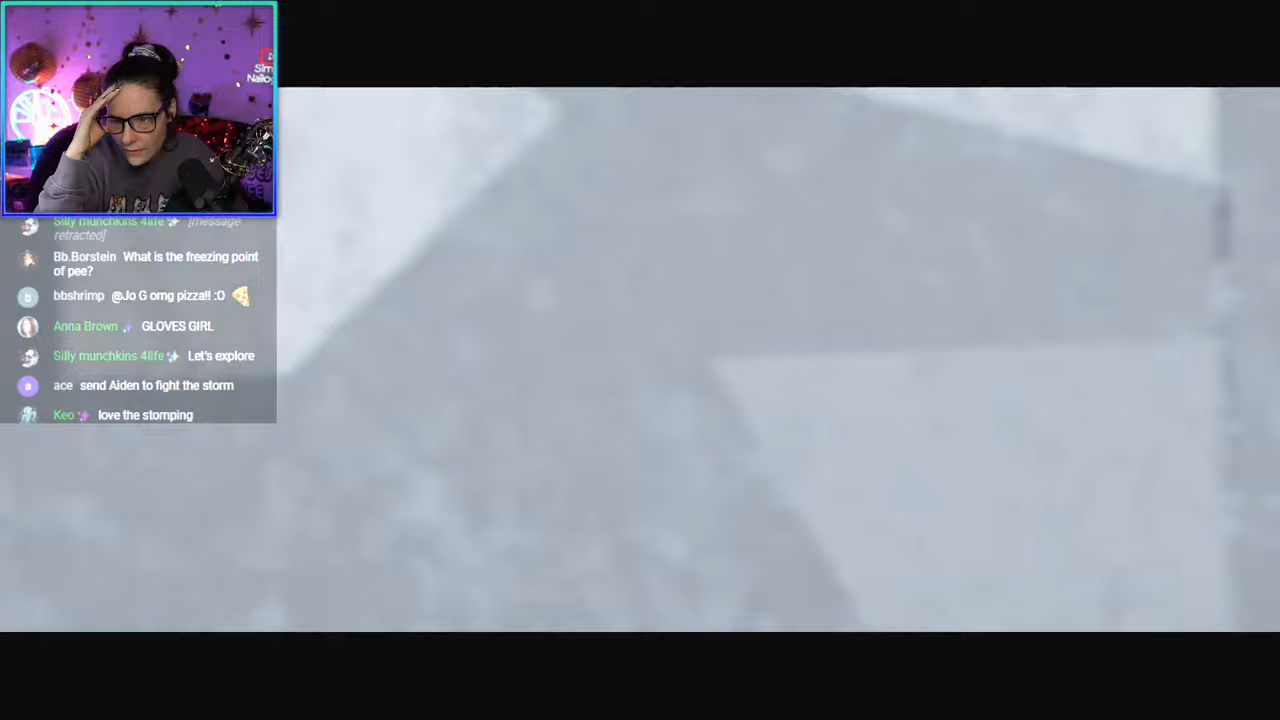 Sim
Nailog
Silly munchkins 4life [message
retracted]
Bb.Borstein What is the freezing point
of pee?
b bbshrimp @Jo G omg pizza!! :O
Anna Brown GLOVES GIRL
Silly munchkins 4life Let's explore
a ace send Aiden to fight the storm
Keo love the stomping